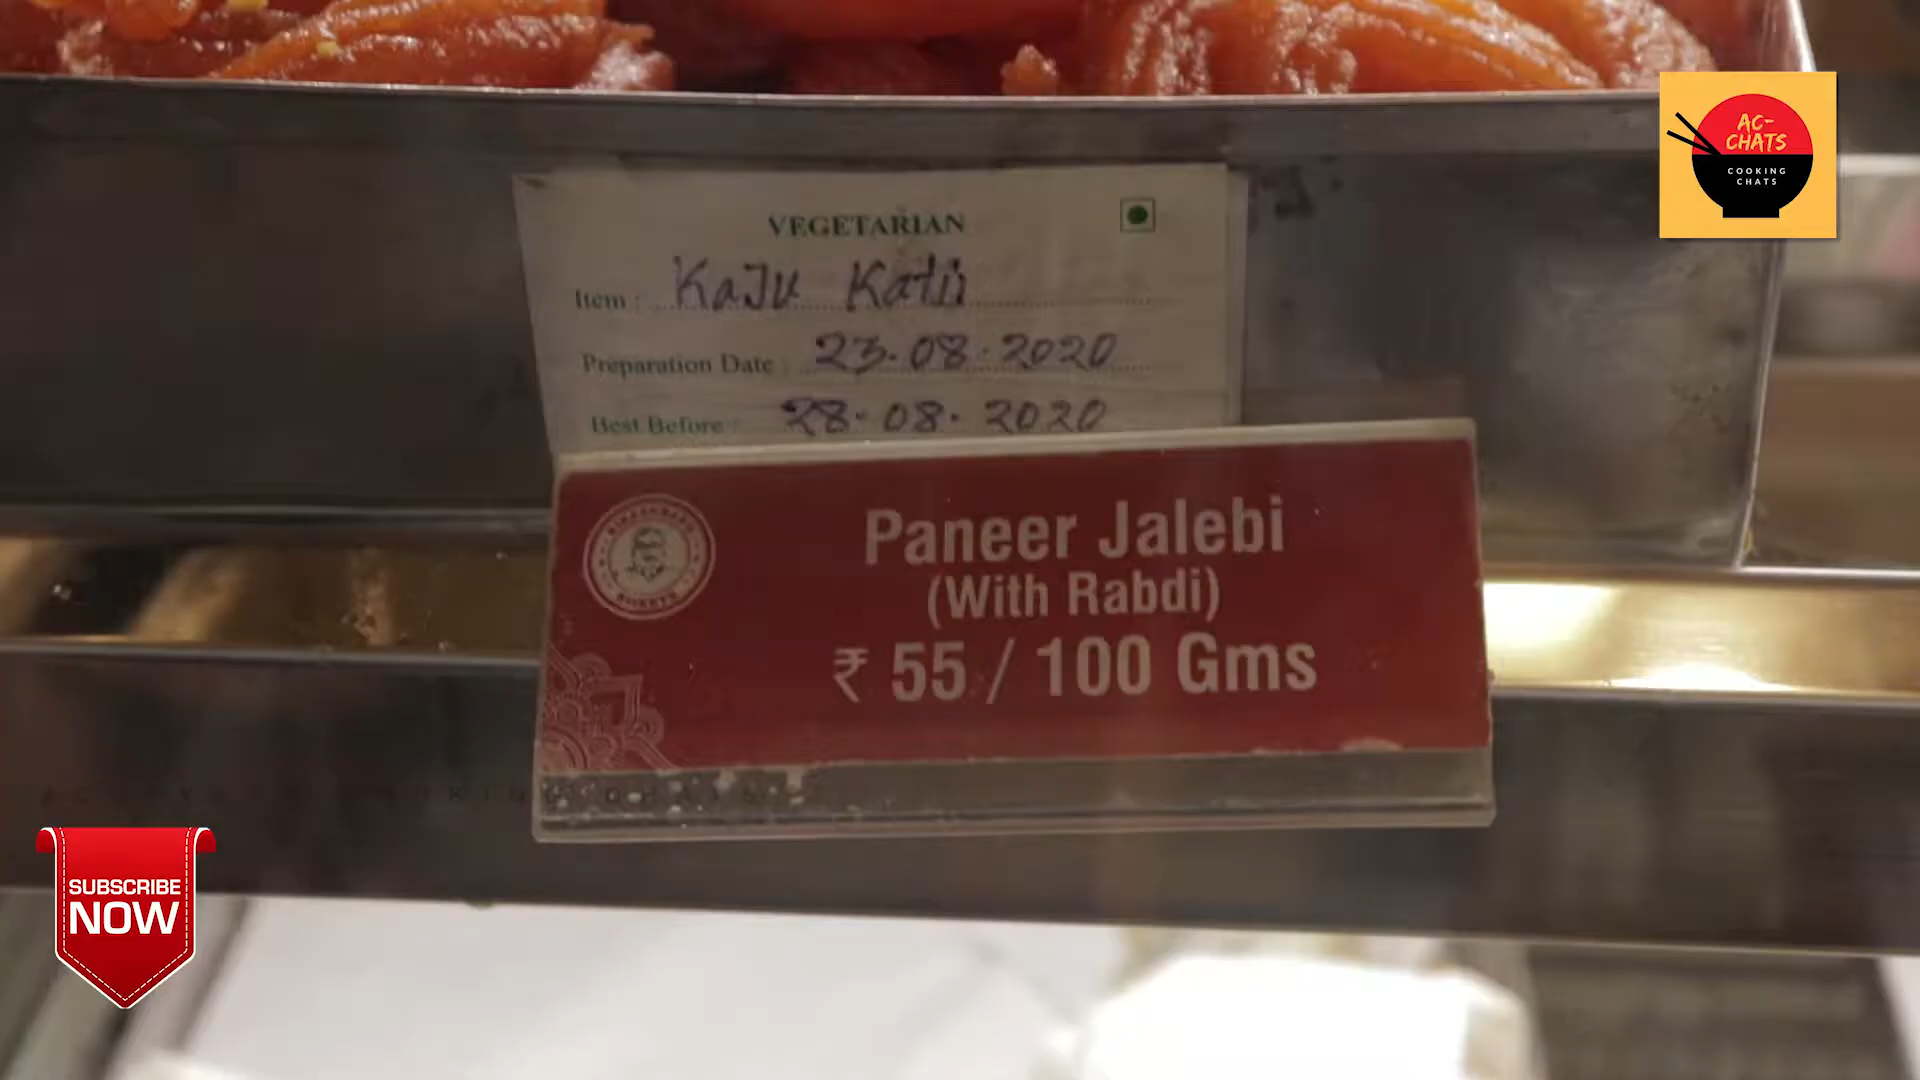 AC-
CHATS
COOKING
CHATS
VEGETARIAN
Item : KaJu Katli
Preparation Date : 23.08.2020
Best Before : 28.08.2020
Paneer Jalebi
(With Rabdi)
₹ 55 / 100 Gms
SUBSCRIBE
NOW